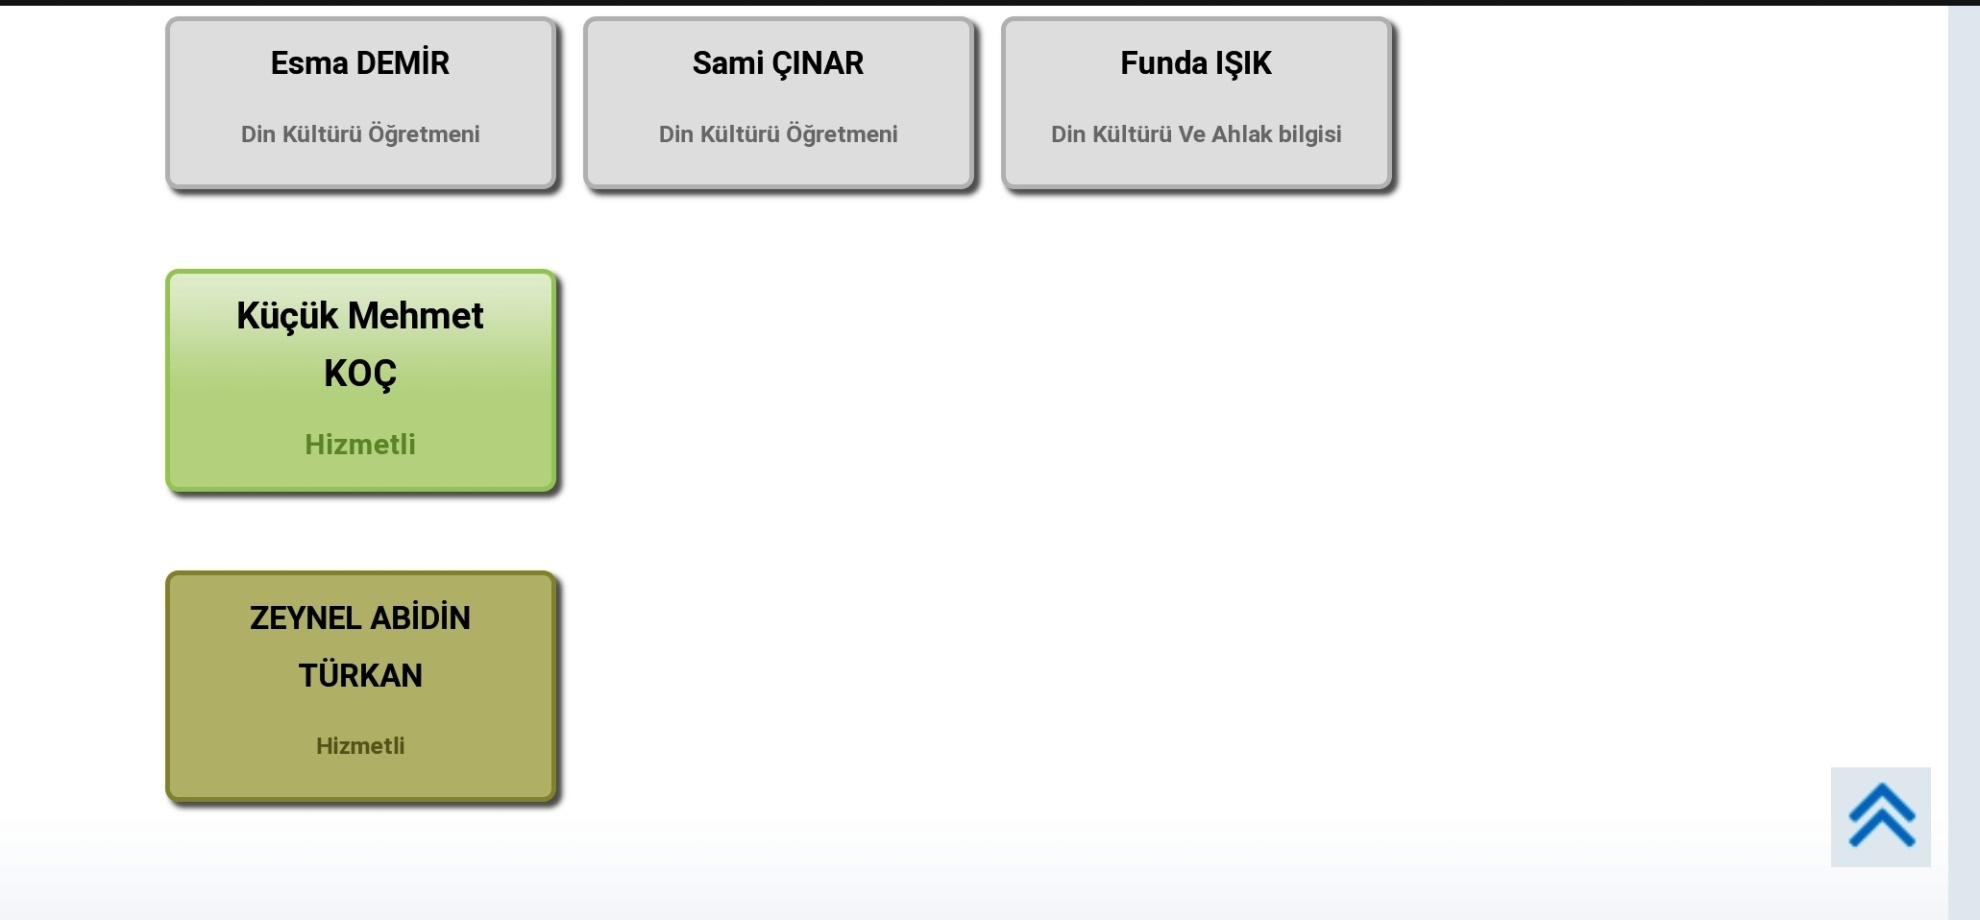 Esma DEMİR
Din Kültürü Öğretmeni
Sami ÇINAR
Din Kültürü Öğretmeni
Funda IŞIK
Din Kültürü Ve Ahlak bilgisi
Küçük Mehmet
KOÇ
Hizmetli
ZEYNEL ABİDİN
TÜRKAN
Hizmetli